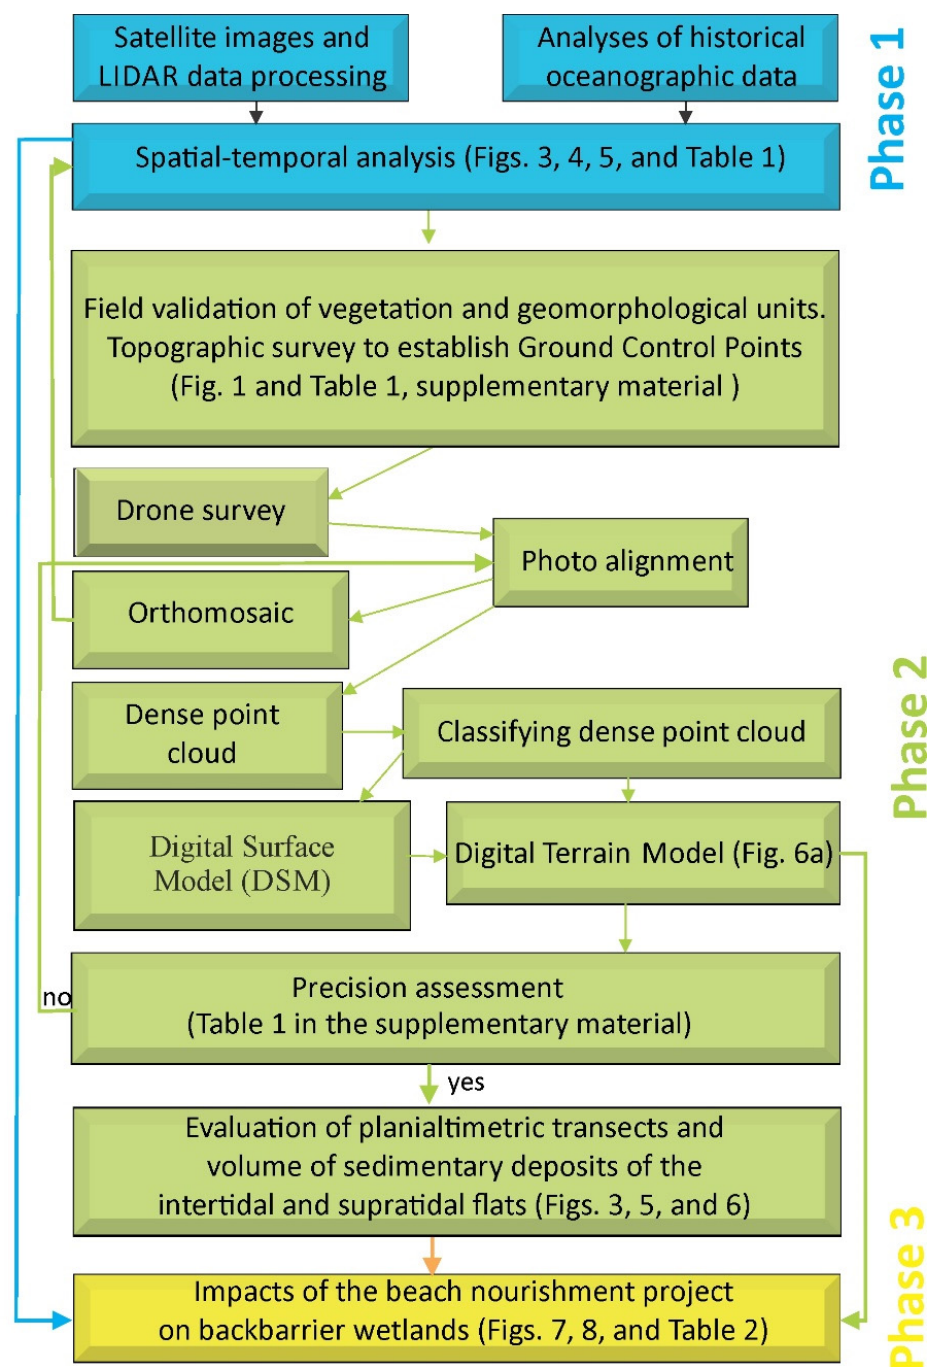 Satellite images and
LIDAR data processing
Analyses of historical
oceanographic data
Phase 1
Spatial-temporal analysis (Figs. 3, 4, 5, and Table 1)
Field validation of vegetation and geomorphological units.
Topographic survey to establish Ground Control Points
(Fig. 1 and Table 1, supplementary material )
Drone survey
Photo alignment
Orthomosaic
Phase 2
Dense point
cloud
Classifying dense point cloud
Digital Surface
Model (DSM)
Digital Terrain Model (Fig. 6a)
Precision assessment
(Table 1 in the supplementary material)
no
yes
Evaluation of planialtimetric transects and
volume of sedimentary deposits of the
intertidal and supratidal flats (Figs. 3, 5, and 6)
Phase 3
Impacts of the beach nourishment project
on backbarrier wetlands (Figs. 7, 8, and Table 2)